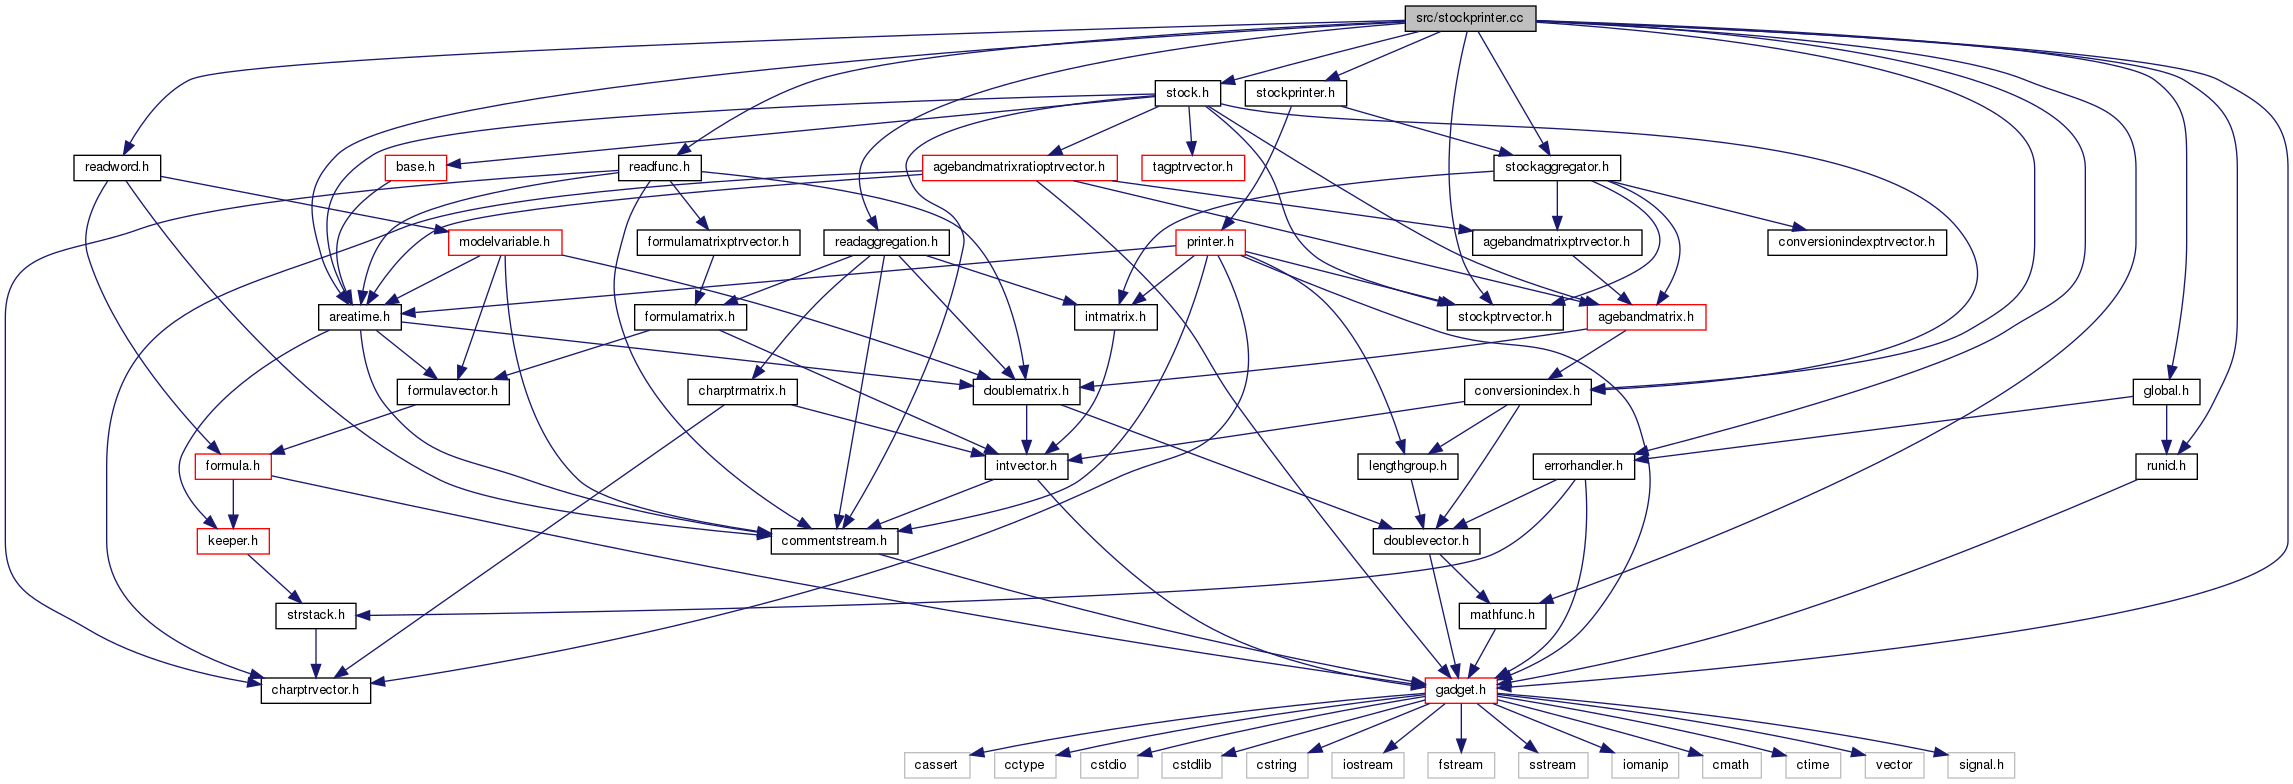 src/stockprinter.cc
stock.h
stockprinter.h
readword.h
base.h
readfunc.h
agebandmatrixratioptrvector.h
tagptrvector.h
stockaggregator.h
modelvariable.h
formulamatrixptrvector.h
readaggregation.h
printer.h
agebandmatrixptrvector.h
conversionindexptrvector.h
areatime.h
formulamatrix.h
intmatrix.h
stockptrvector.h
agebandmatrix.h
formulavector.h
charptrmatrix.h
doublematrix.h
conversionindex.h
global.h
formula.h
intvector.h
lengthgroup.h
errorhandler.h
runid.h
keeper.h
commentstream.h
doublevector.h
strstack.h
mathfunc.h
charptrvector.h
gadget.h
cassert
cctype
cstdio
cstdlib
cstring
iostream
fstream
sstream
iomanip
cmath
ctime
vector
signal.h